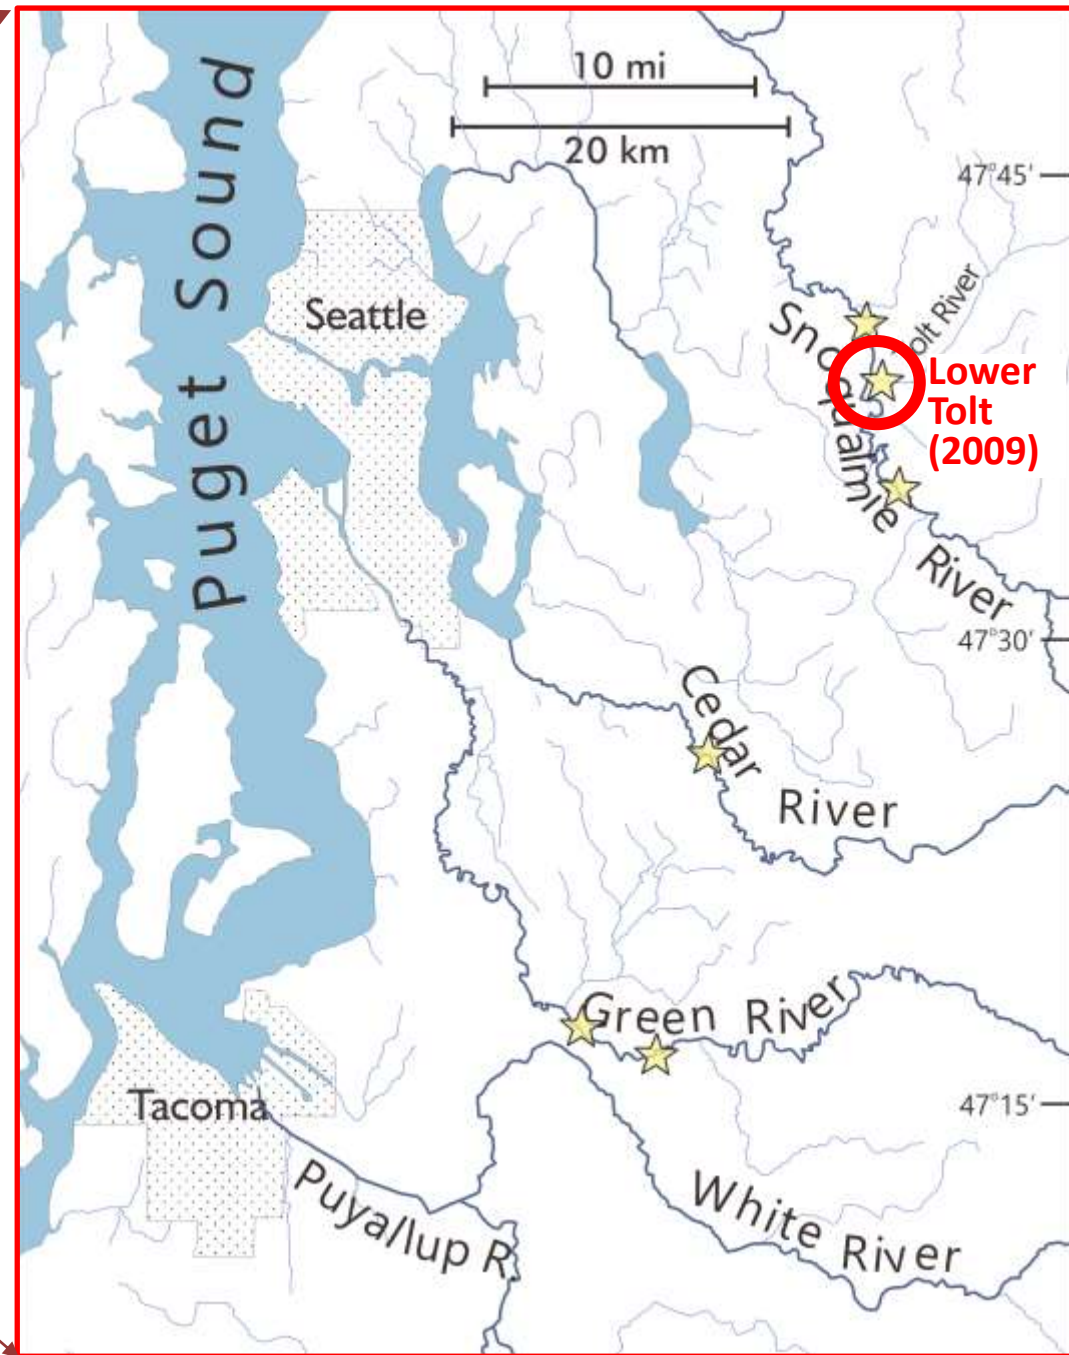 Puget Sound
10 mi
20 km
47°45'
Seattle
Snoqualmie
River
Tolt River
Lower
Tolt
(2009)
47°30'
Cedar
River
Green River
47°15'
Tacoma
Puyallup R.
White River